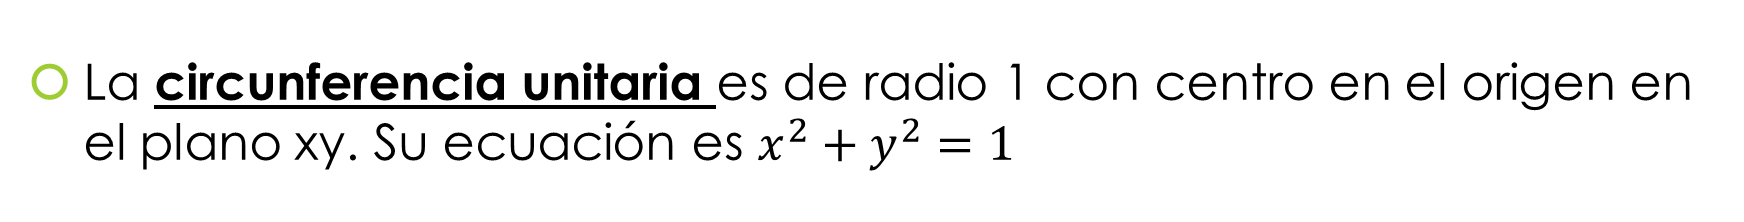 La circunferencia unitaria es de radio 1 con centro en el origen en
el plano xy. Su ecuación es x² + y² = 1